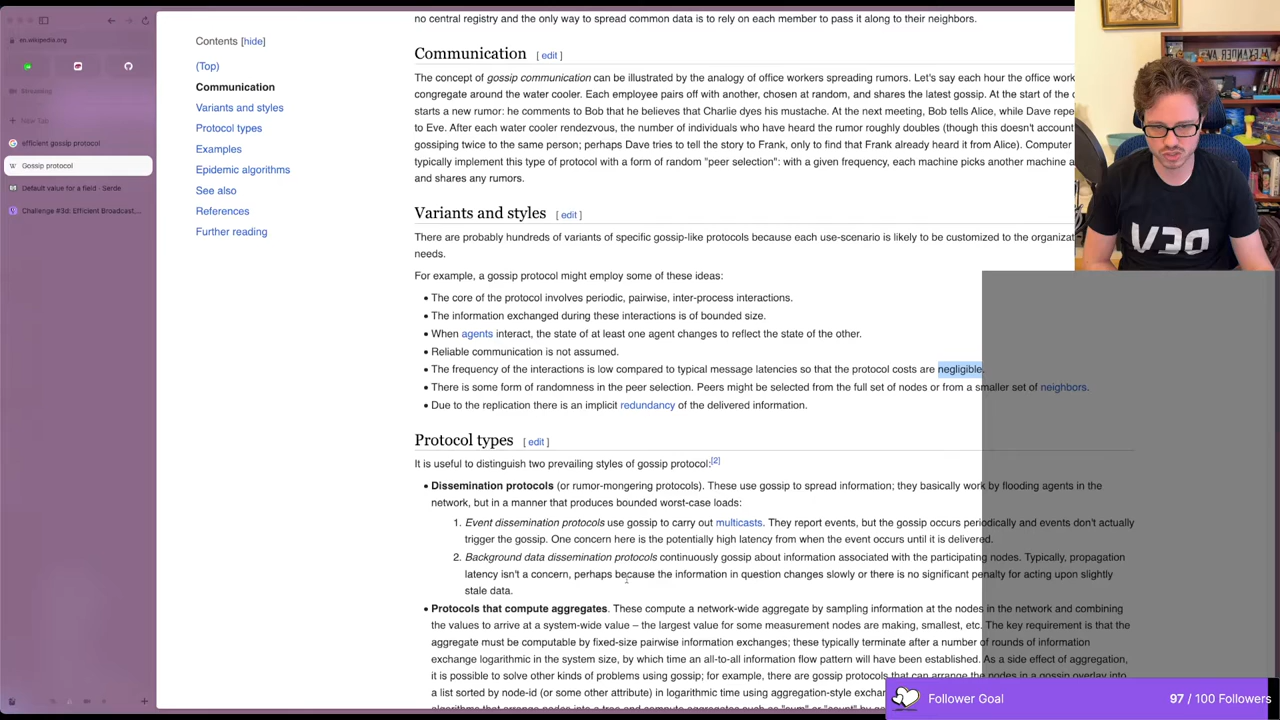 no central registry and the only way to spread common data is to rely on each member to pass it along to their neighbors.
en.wikipedia.org
Streaming
New Tab
efficient gossip protocol
W Gossip protocol
Default value for a field · Serde
Challenge #3d: Efficient Broadcast,...
Contents [hide]
(Top)
Communication
Variants and styles
Protocol types
Examples
Epidemic algorithms
See also
References
Further reading
Communication [ edit ]
The concept of gossip communication can be illustrated by the analogy of office workers spreading rumors. Let's say each hour the office work
congregate around the water cooler. Each employee pairs off with another, chosen at random, and shares the latest gossip. At the start of the
starts a new rumor: he comments to Bob that he believes that Charlie dyes his mustache. At the next meeting, Bob tells Alice, while Dave repe
to Eve. After each water cooler rendezvous, the number of individuals who have heard the rumor roughly doubles (though this doesn't account
gossiping twice to the same person; perhaps Dave tries to tell the story to Frank, only to find that Frank already heard it from Alice). Computer
typically implement this type of protocol with a form of random "peer selection": with a given frequency, each machine picks another machine a
and shares any rumors.
Variants and styles [ edit ]
There are probably hundreds of variants of specific gossip-like protocols because each use-scenario is likely to be customized to the organizat
needs.
For example, a gossip protocol might employ some of these ideas:
• The core of the protocol involves periodic, pairwise, inter-process interactions.
• The information exchanged during these interactions is of bounded size.
• When agents interact, the state of at least one agent changes to reflect the state of the other.
• Reliable communication is not assumed.
• The frequency of the interactions is low compared to typical message latencies so that the protocol costs are negligible.
• There is some form of randomness in the peer selection. Peers might be selected from the full set of nodes or from a smaller set of neighbors.
• Due to the replication there is an implicit redundancy of the delivered information.
Protocol types [ edit ]
It is useful to distinguish two prevailing styles of gossip protocol:[2]
• Dissemination protocols (or rumor-mongering protocols). These use gossip to spread information; they basically work by flooding agents in the
network, but in a manner that produces bounded worst-case loads:
1. Event dissemination protocols use gossip to carry out multicasts. They report events, but the gossip occurs periodically and events don't actually
trigger the gossip. One concern here is the potentially high latency from when the event occurs until it is delivered.
2. Background data dissemination protocols continuously gossip about information associated with the participating nodes. Typically, propagation
latency isn't a concern, perhaps because the information in question changes slowly or there is no significant penalty for acting upon slightly
stale data.
• Protocols that compute aggregates. These compute a network-wide aggregate by sampling information at the nodes in the network and combining
the values to arrive at a system-wide value – the largest value for some measurement nodes are making, smallest, etc. The key requirement is that the
aggregate must be computable by fixed-size pairwise information exchanges; these typically terminate after a number of rounds of information
exchange logarithmic in the system size, by which time an all-to-all information flow pattern will have been established. As a side effect of aggregation,
it is possible to solve other kinds of problems using gossip; for example, there are gossip protocols that can arrange the nodes in a gossip overlay into
a list sorted by node-id (or some other attribute) in logarithmic time using aggregation-style exchan
Follower Goal 97 / 100 Followers